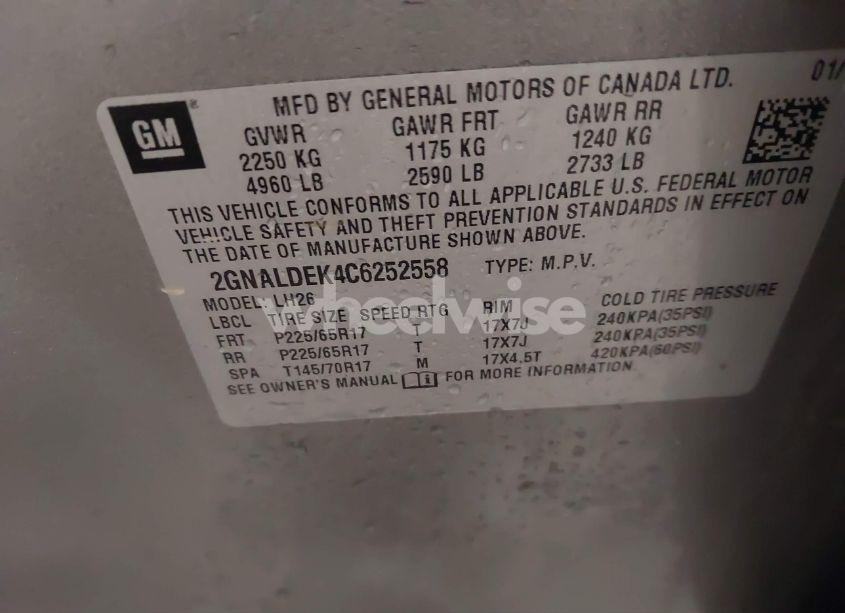 MFD BY GENERAL MOTORS OF CANADA LTD. 01/
GM ®
GVWR GAWR FRT GAWR RR
2250 KG 1175 KG 1240 KG
4960 LB 2590 LB 2733 LB
THIS VEHICLE CONFORMS TO ALL APPLICABLE U.S. FEDERAL MOTOR
VEHICLE SAFETY AND THEFT PREVENTION STANDARDS IN EFFECT ON
THE DATE OF MANUFACTURE SHOWN ABOVE.
2GNALDEK4C6252558 TYPE: M.P.V.
MODEL: LH26
LBCL TIRE SIZE SPEED RTG RIM COLD TIRE PRESSURE
FRT P225/65R17 T 17X7J 240KPA(35PSI)
RR P225/65R17 T 17X7J 240KPA(35PSI)
SPA T145/70R17 M 17X4.5T 420KPA(60PSI)
SEE OWNER'S MANUAL i FOR MORE INFORMATION
wheelwise